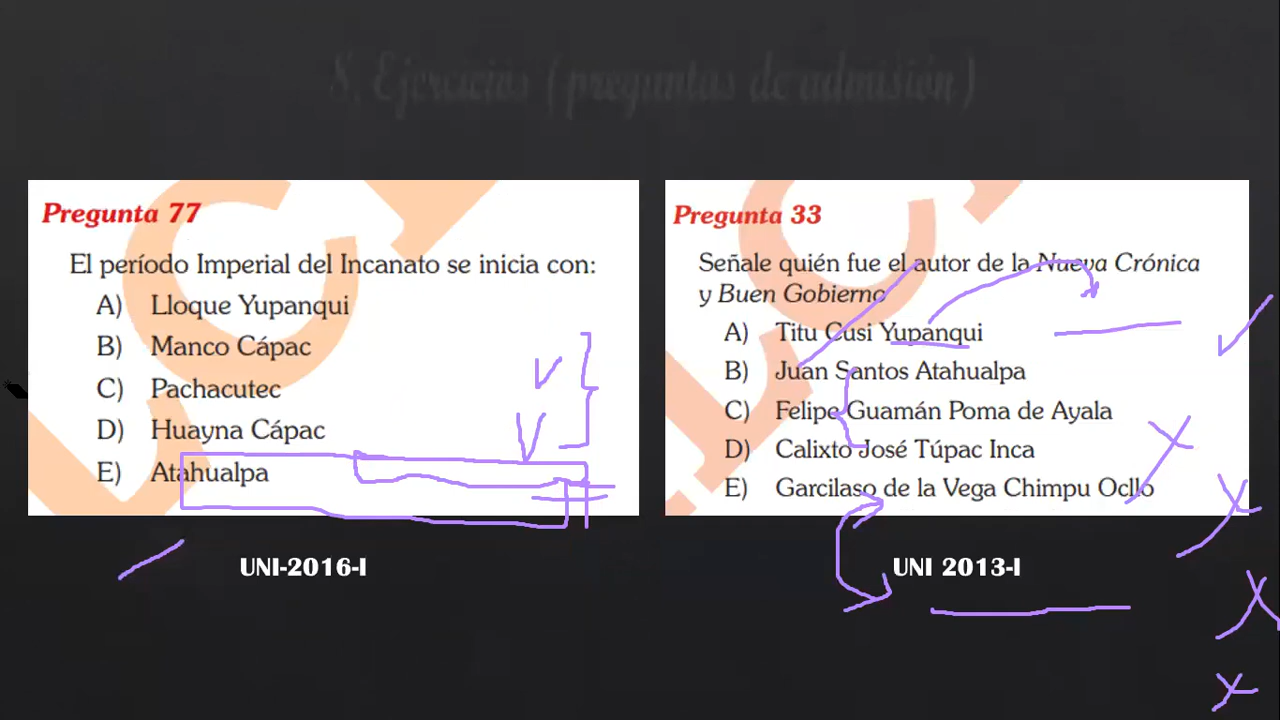 8. Ejercicios (preguntas de admisión)
Pregunta 77
El período Imperial del Incanato se inicia con:
A) Lloque Yupanqui
B) Manco Cápac
C) Pachacutec
D) Huayna Cápac
E) Atahualpa
UNI-2016-I
Pregunta 33
Señale quién fue el autor de la Nueva Crónica
y Buen Gobierno
A) Titu Cusi Yupanqui
B) Juan Santos Atahualpa
C) Felipe Guamán Poma de Ayala
D) Calixto José Túpac Inca
E) Garcilaso de la Vega Chimpu Ocllo
UNI 2013-I